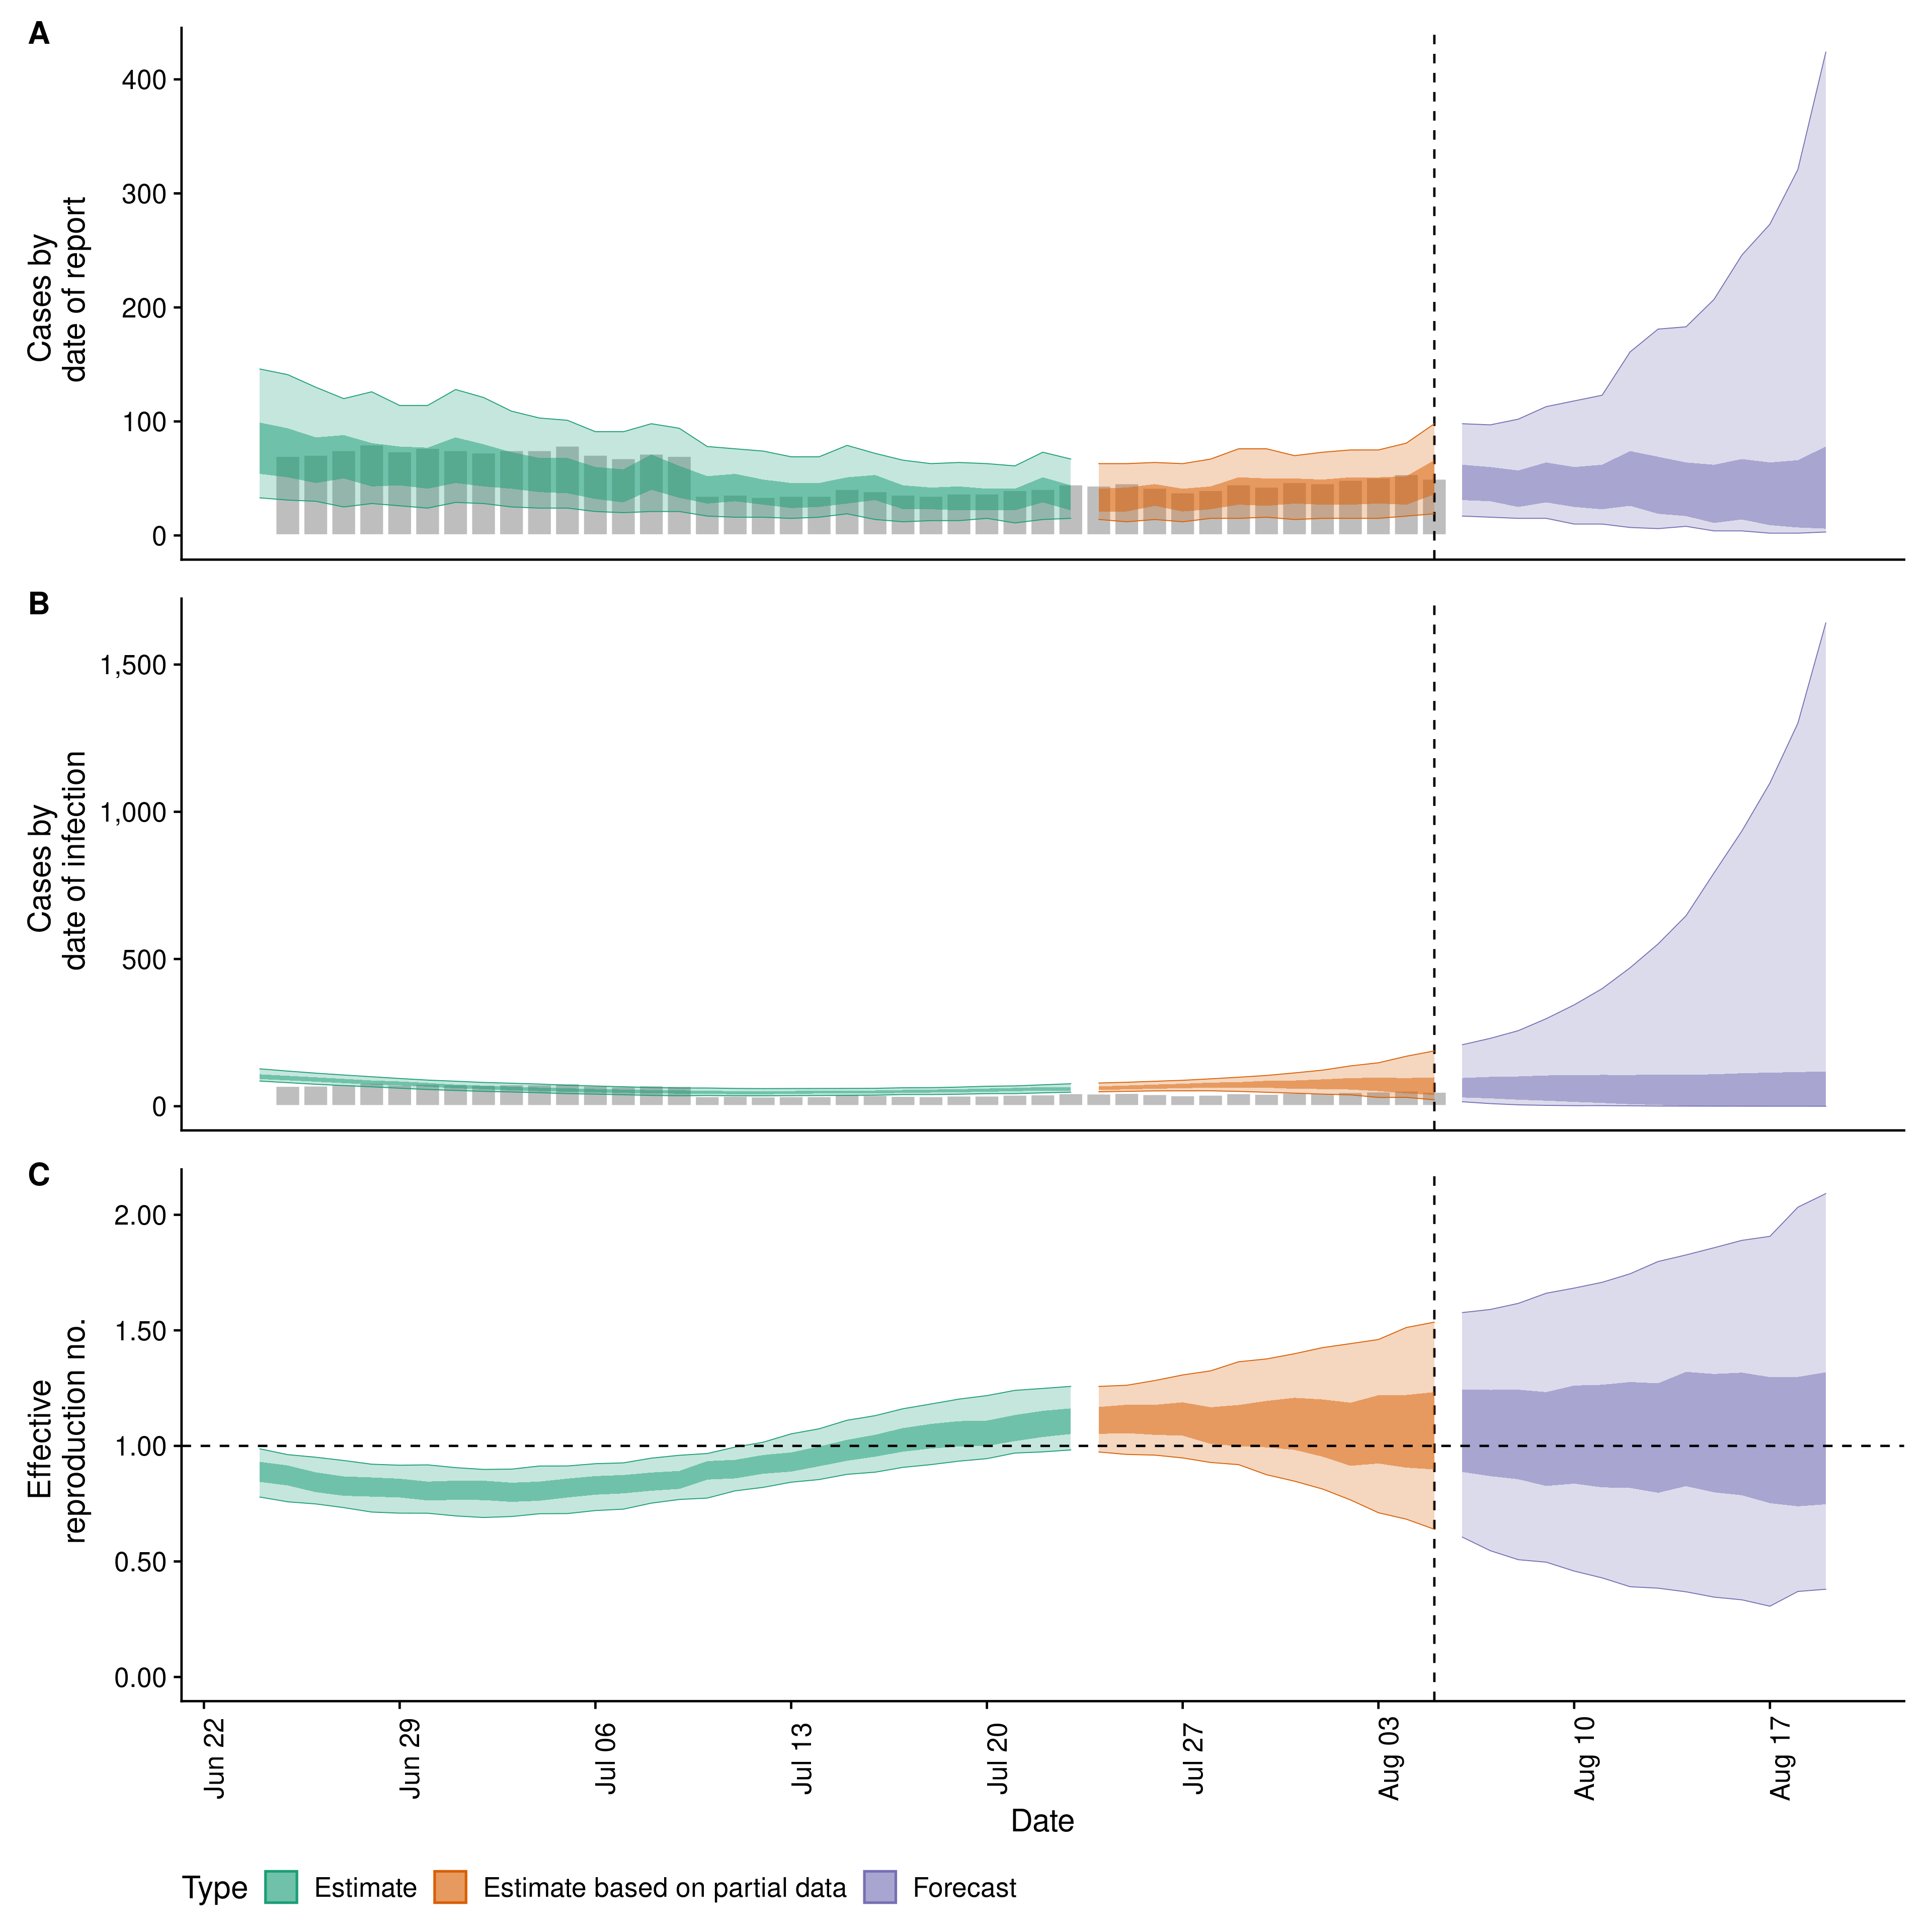 A
400
300
200
100
0
Cases by
date of report
B
1,500
1,000
500
0
Cases by
date of infection
C
2.00
1.50
1.00
0.50
0.00
Effective
reproduction no.
Jun 22
Jun 29
Jul 06
Jul 13
Jul 20
Jul 27
Aug 03
Aug 10
Aug 17
Date
Type Estimate Estimate based on partial data Forecast